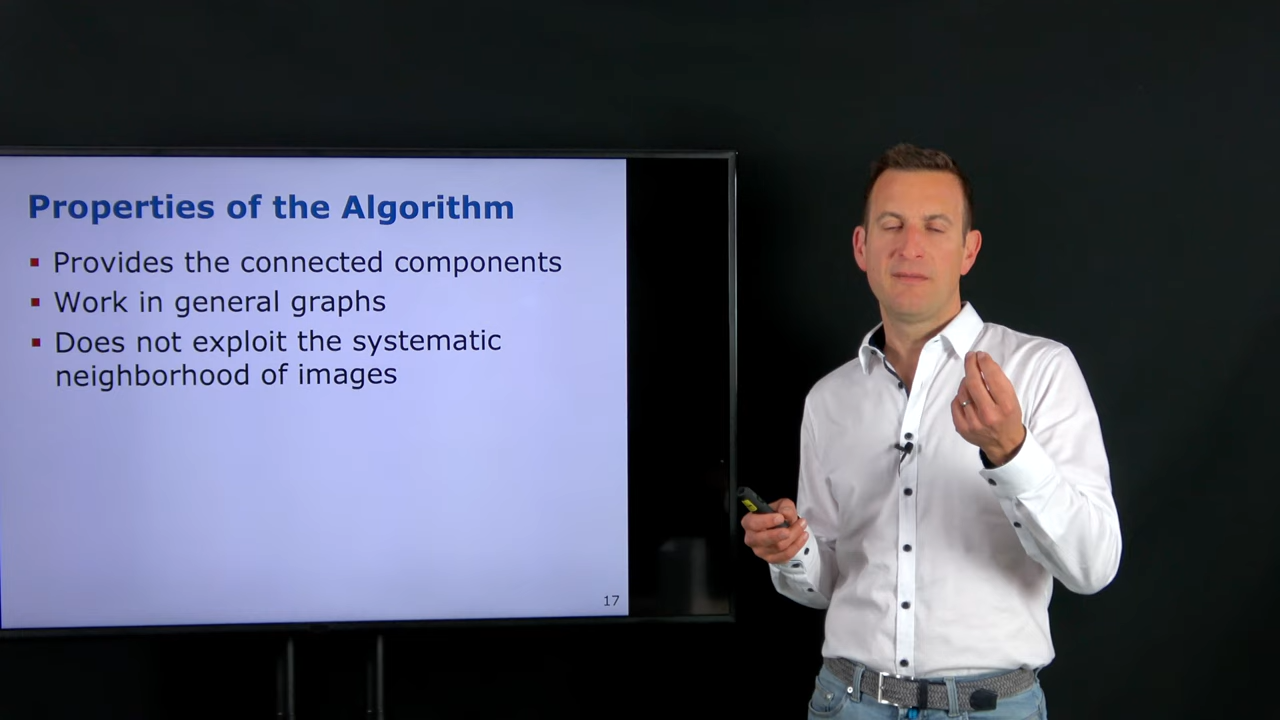 Properties of the Algorithm
▪ Provides the connected components
▪ Work in general graphs
▪ Does not exploit the systematic
neighborhood of images
17